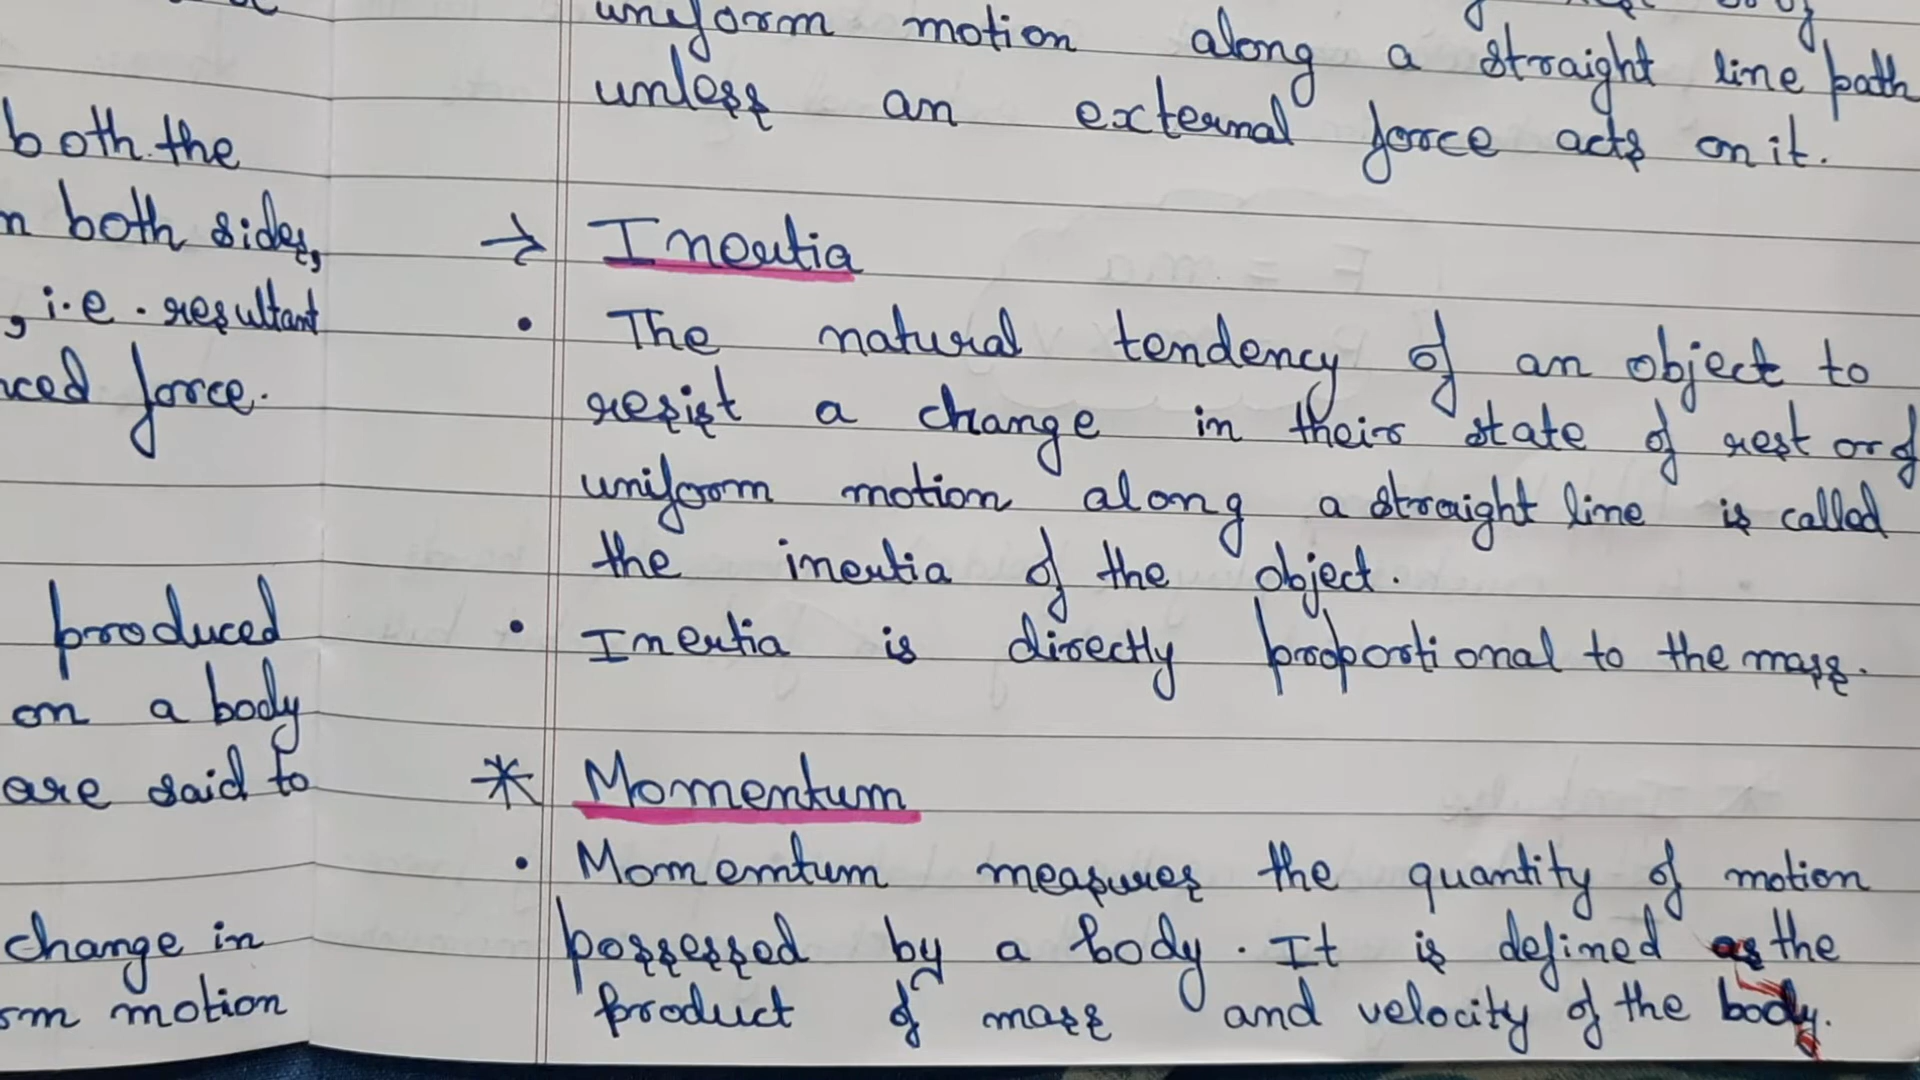 both the
n both sides,
, i.e. resultant
force.
produced
on a body
are said to
change in
motion
uniform motion along a straight line path
unless an external force acts on it.
→ Inertia
• The natural tendency of an object to
resist a change in their state of rest or of
uniform motion along a straight line is called
the inertia of the object.
• Inertia is directly proportional to the mass.
* Momentum
• Momemtum measures the quantity of motion
possessed by a body. It is defined as the
product of mass and velocity of the body.